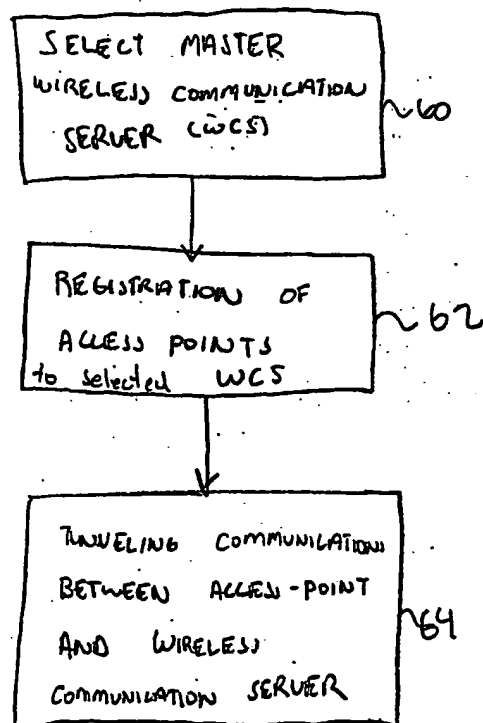 SELECT MASTER
WIRELESS COMMUNICIATION
SERVER (WCS)
~60
REGISTRATION OF
ACCESS POINTS
to selected WCS
~62
TUNNELING COMMUNICATIONS
BETWEEN ACCESS-POINT
AND WIRELESS
COMMUNICATION SERVER
~64